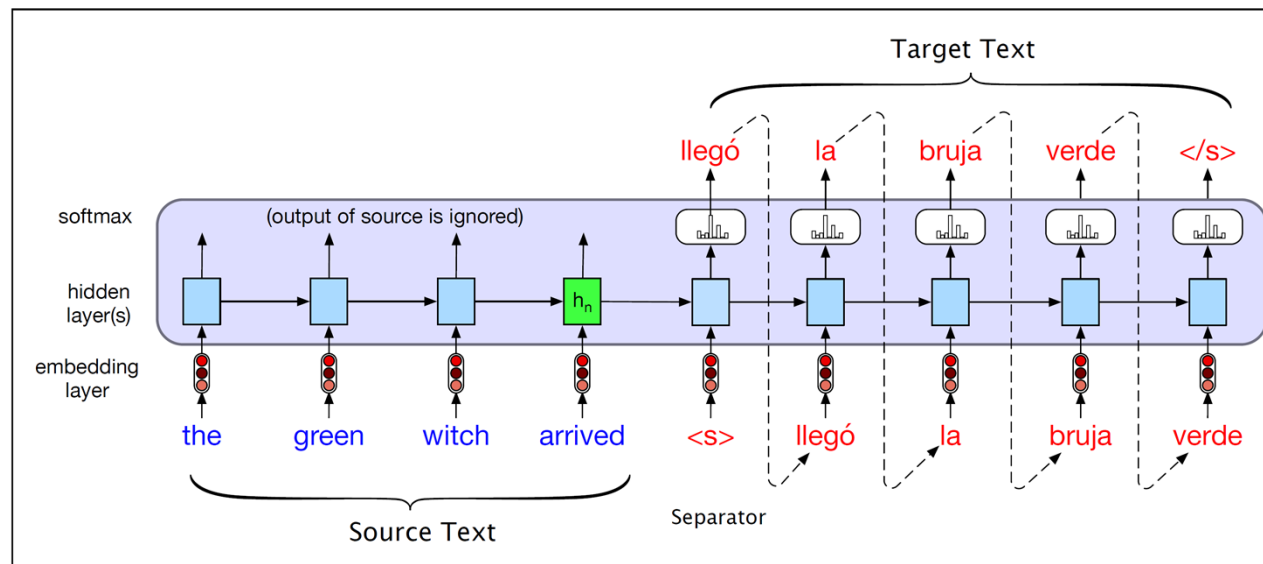 Target Text
llegó la bruja verde </s>
softmax (output of source is ignored)
hidden
layer(s)
hn
embedding
layer
the green witch arrived <s> llegó la bruja verde
Separator
Source Text